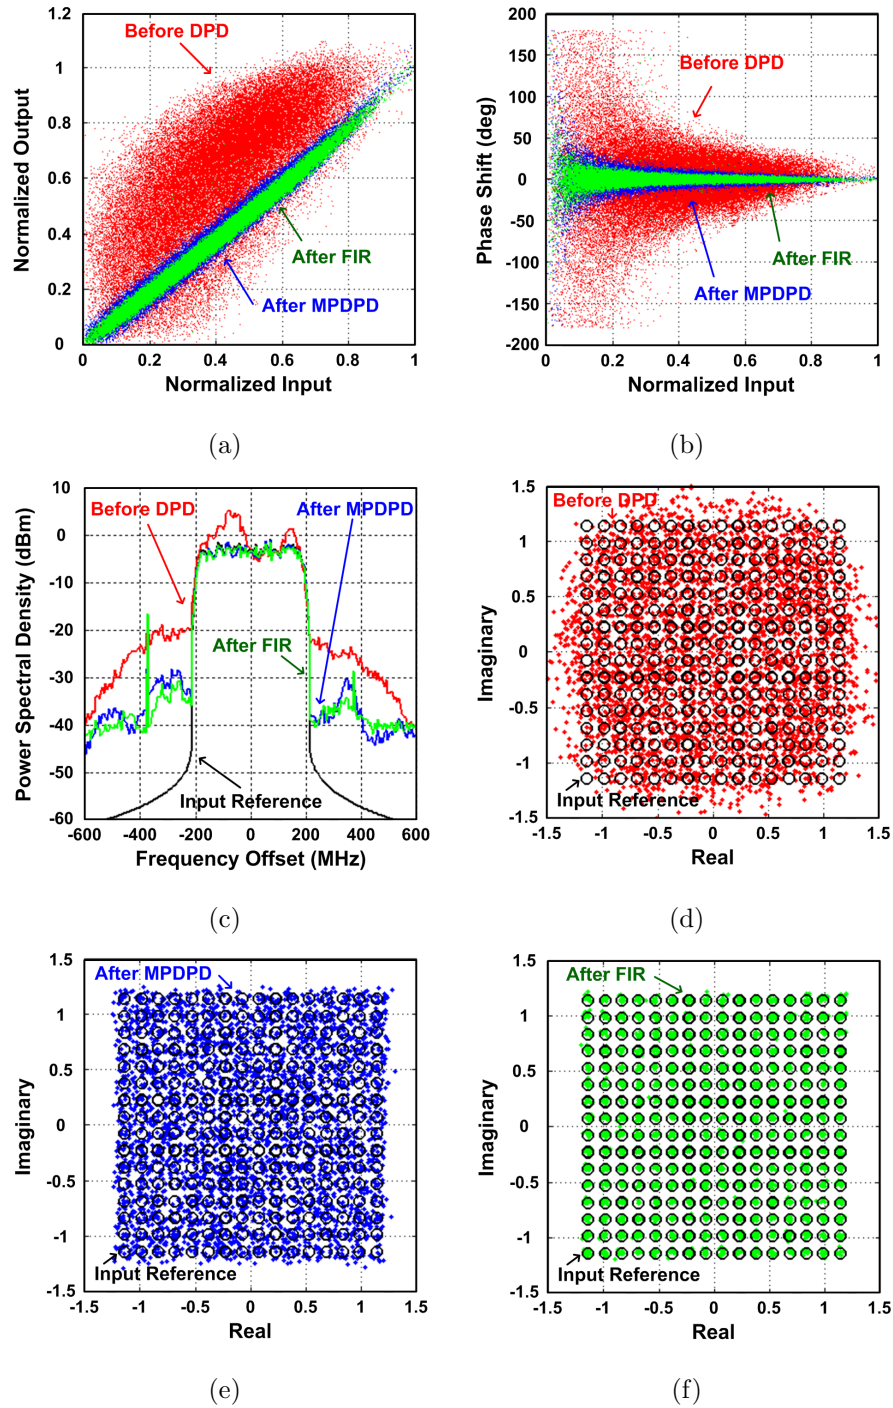 Before DPD
After FIR
After MPDPD
Normalized Output
1.2
1
0.8
0.6
0.4
0.2
0
0
0.2
0.4
0.6
0.8
1
Normalized Input
(a)
Before DPD
After FIR
After MPDPD
Phase Shift (deg)
200
150
100
50
0
-50
-100
-150
-200
0
0.2
0.4
0.6
0.8
1
Normalized Input
(b)
Before DPD
After MPDPD
After FIR
Input Reference
Power Spectral Density (dBm)
10
0
-10
-20
-30
-40
-50
-60
-600
-400
-200
0
200
400
600
Frequency Offset (MHz)
(c)
Before DPD
Input Reference
Imaginary
1.5
1
0.5
0
-0.5
-1
-1.5
-1.5
-1
-0.5
0
0.5
1
1.5
Real
(d)
After MPDPD
Input Reference
Imaginary
1.5
1
0.5
0
-0.5
-1
-1.5
-1.5
-1
-0.5
0
0.5
1
1.5
Real
(e)
After FIR
Input Reference
Imaginary
1.5
1
0.5
0
-0.5
-1
-1.5
-1.5
-1
-0.5
0
0.5
1
1.5
Real
(f)